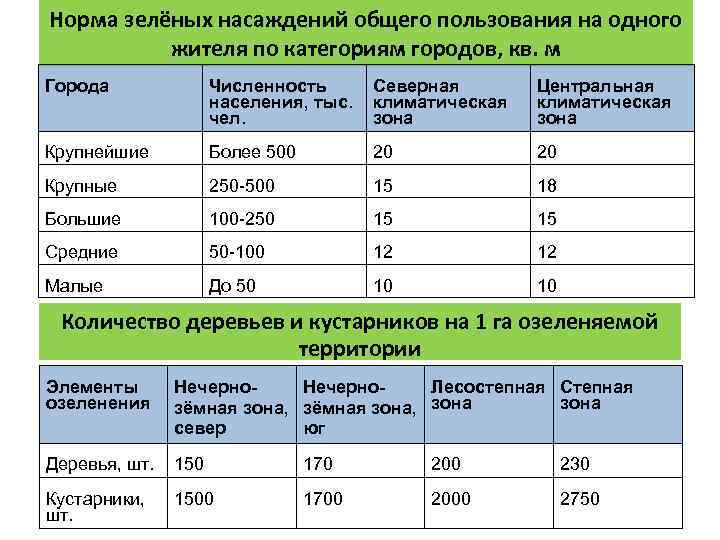 Норма зелёных насаждений общего пользования на одного
жителя по категориям городов, кв. м
Города Численность Северная Центральная
населения, тыс. климатическая климатическая
чел. зона зона
Крупнейшие Более 500 20 20
Крупные 250-500 15 18
Большие 100-250 15 15
Средние 50-100 12 12
Малые До 50 10 10
Количество деревьев и кустарников на 1 га озеленяемой
территории
Элементы Нечерно- Нечерно- Лесостепная Степная
озеленения зёмная зона, зёмная зона, зона зона
север юг
Деревья, шт. 150 170 200 230
Кустарники, 1500 1700 2000 2750
шт.